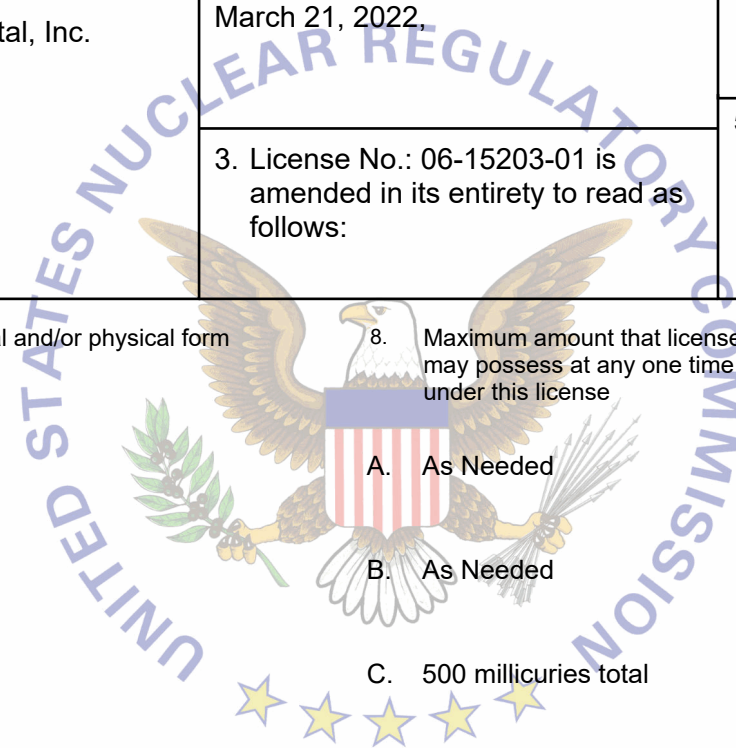 tal, Inc.
March 21, 2022,
3. License No.: 06-15203-01 is
amended in its entirety to read as
follows:
l and/or physical form
8. Maximum amount that license
may possess at any one time
under this license
A. As Needed
B. As Needed
C. 500 millicuries total
UNITED STATES NUCLEAR REGULATORY COMMISSION